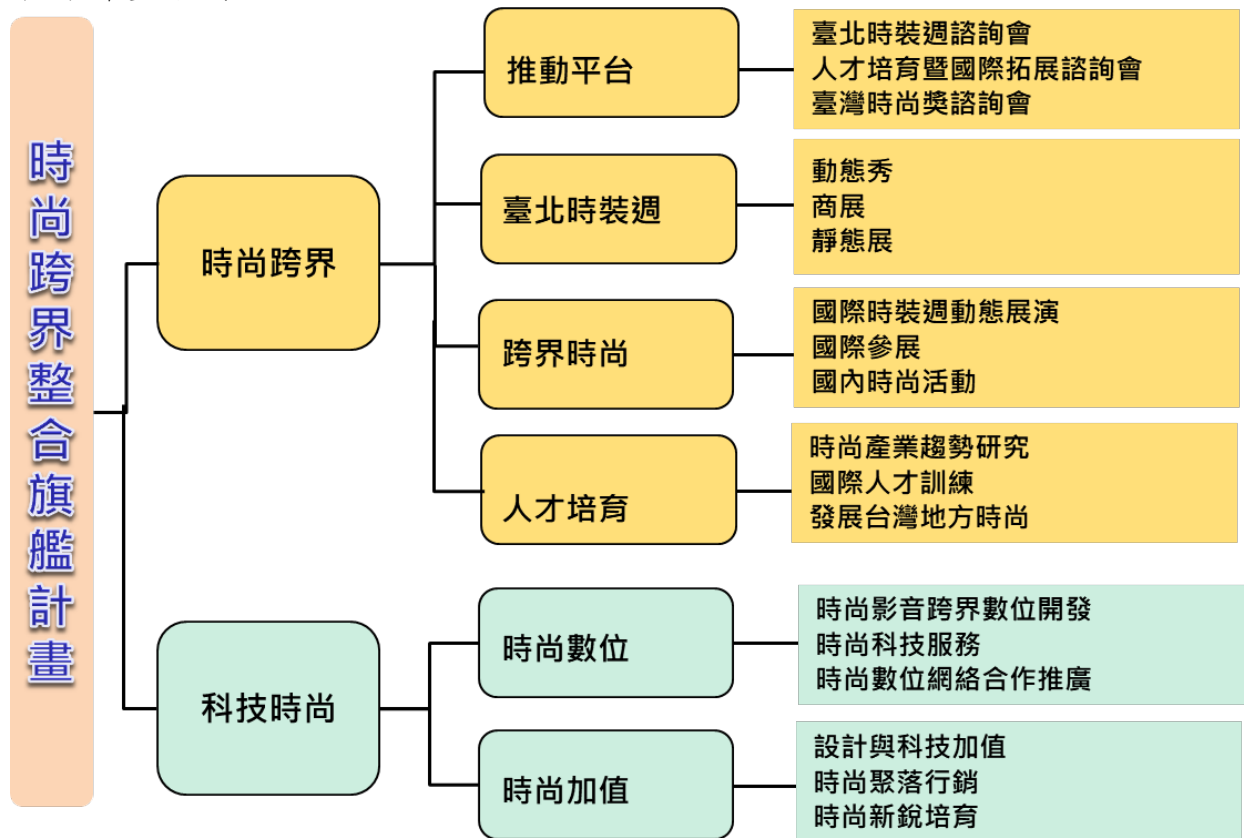 時尚跨界整合旗艦計畫
時尚跨界
推動平台
臺北時裝週諮詢會
人才培育暨國際拓展諮詢會
臺灣時尚獎諮詢會
臺北時裝週
動態秀
商展
靜態展
跨界時尚
國際時裝週動態展演
國際參展
國內時尚活動
人才培育
時尚產業趨勢研究
國際人才訓練
發展台灣地方時尚
科技時尚
時尚數位
時尚影音跨界數位開發
時尚科技服務
時尚數位網絡合作推廣
時尚加值
設計與科技加值
時尚聚落行銷
時尚新銳培育